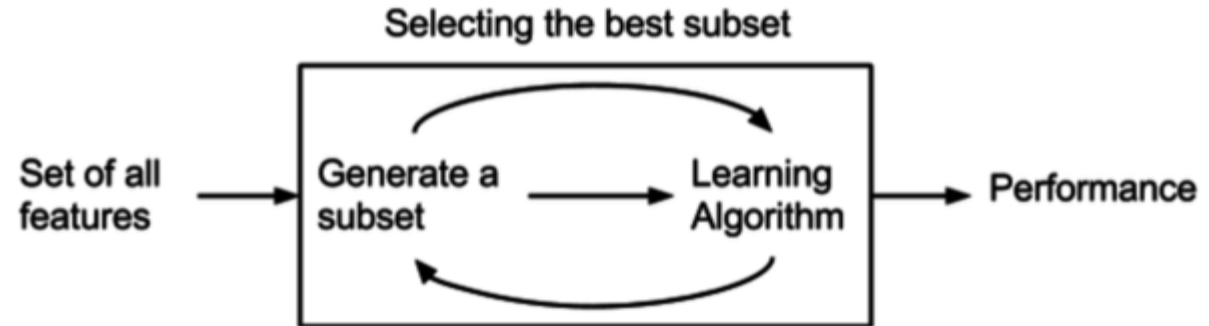 Selecting the best subset
Set of all
features
Generate a
subset
Learning
Algorithm
Performance